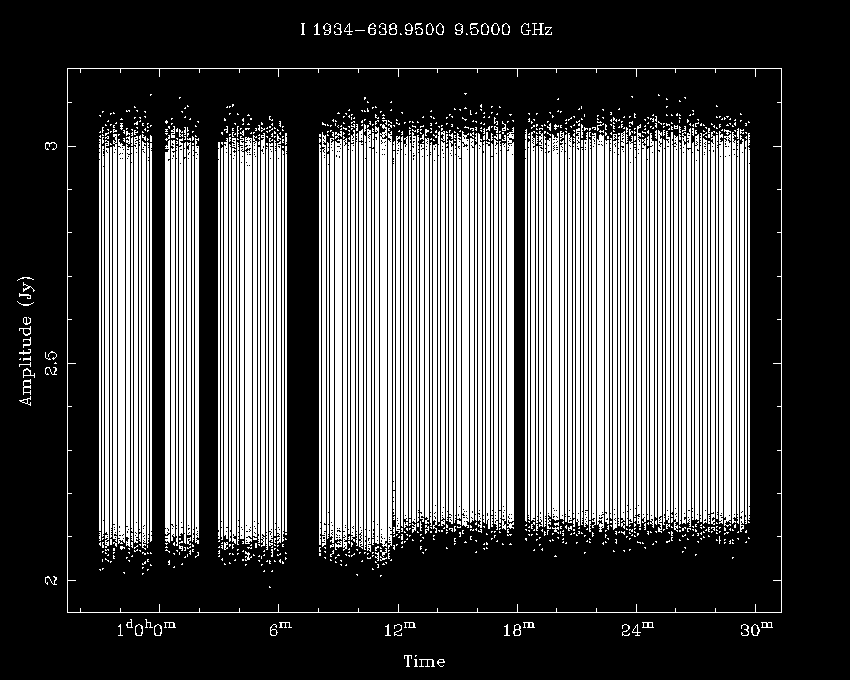 I 1934−638.9500 9.5000 GHz
Amplitude (Jy)
3
2.5
2
1ᵈ0ʰ0ᵐ 6ᵐ 12ᵐ 18ᵐ 24ᵐ 30ᵐ
Time